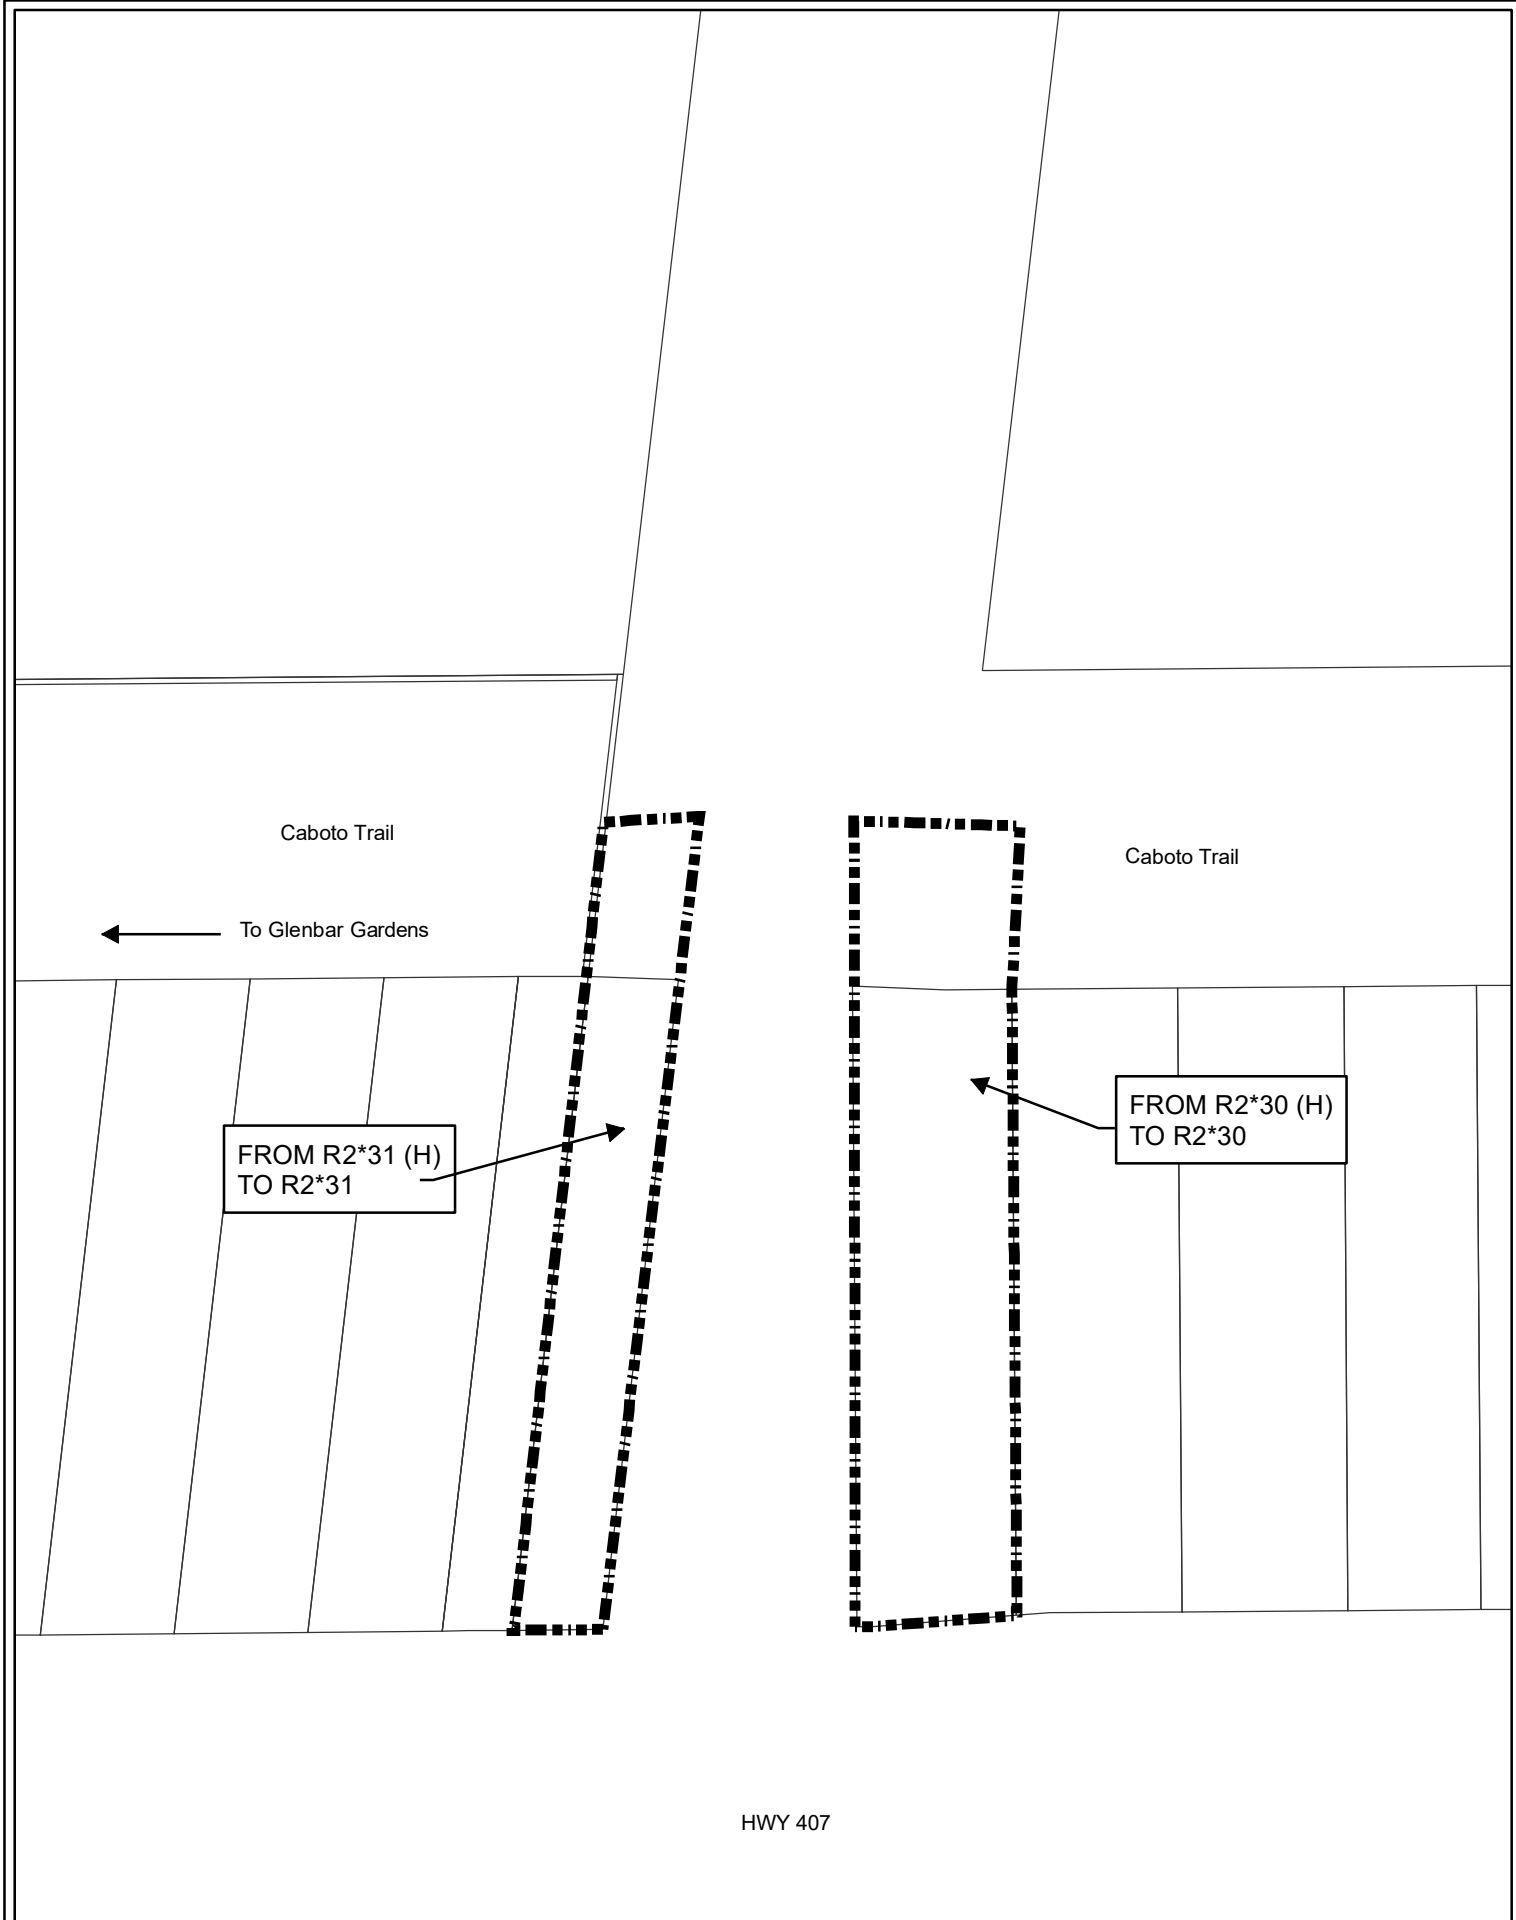 Caboto Trail
Caboto Trail
To Glenbar Gardens
FROM R2*30 (H)
TO R2*30
FROM R2*31 (H)
TO R2*31
HWY 407